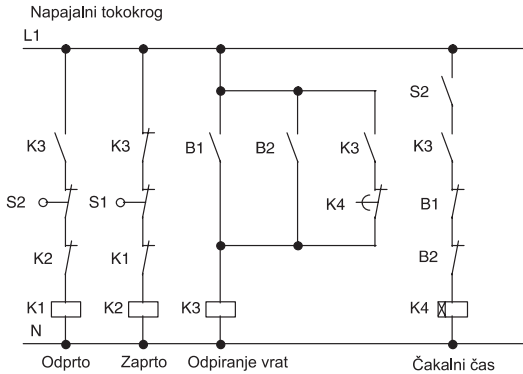 Napajalni tokokrog
L1
S2
K3 K3 B1 B2 K3 K3
S2 S1 K4 B1
K2 K1 B2
K1 K2 K3 K4
N
Odprto Zaprto Odpiranje vrat Čakalni čas